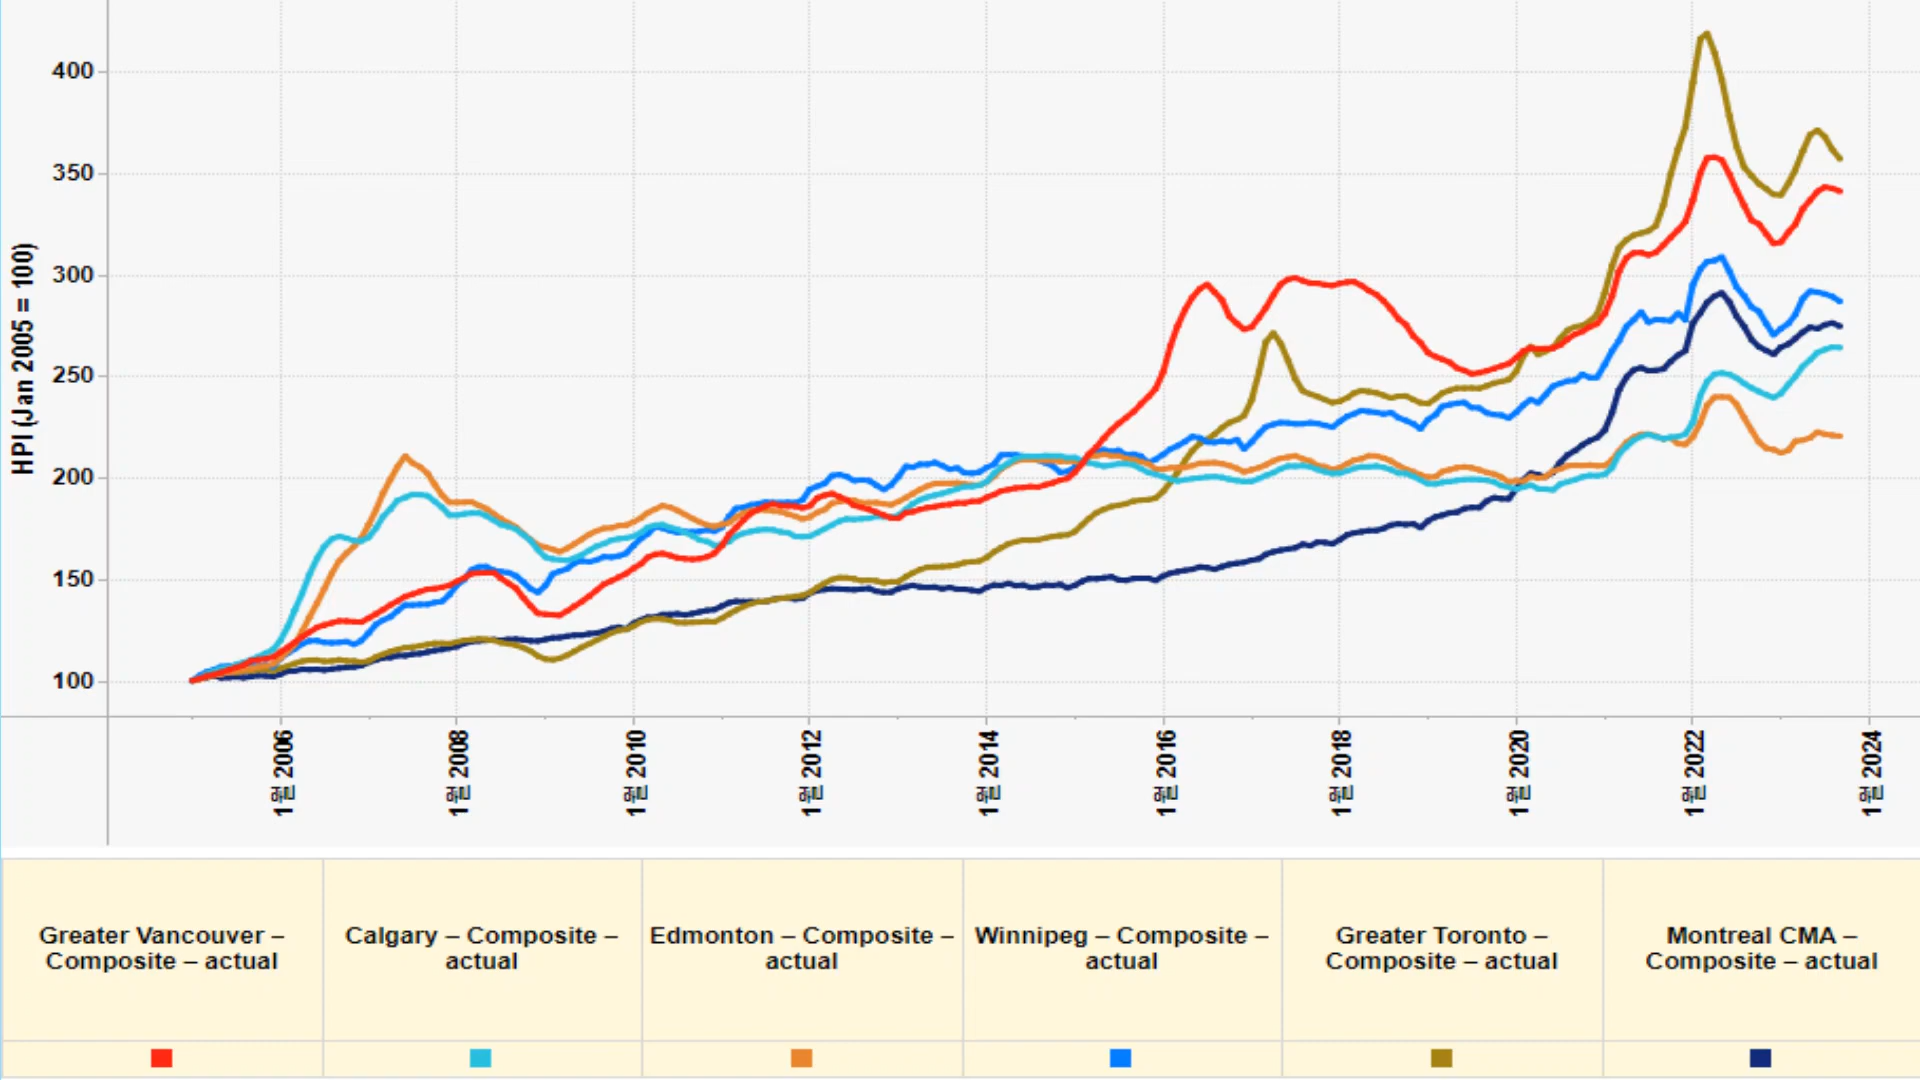 400
350
300
250
200
150
100
HPI (Jan 2005 = 100)
1월 2006
1월 2008
1월 2010
1월 2012
1월 2014
1월 2016
1월 2018
1월 2020
1월 2022
1월 2024
Greater Vancouver –
Composite – actual
Calgary – Composite –
actual
Edmonton – Composite –
actual
Winnipeg – Composite –
actual
Greater Toronto –
Composite – actual
Montreal CMA –
Composite – actual